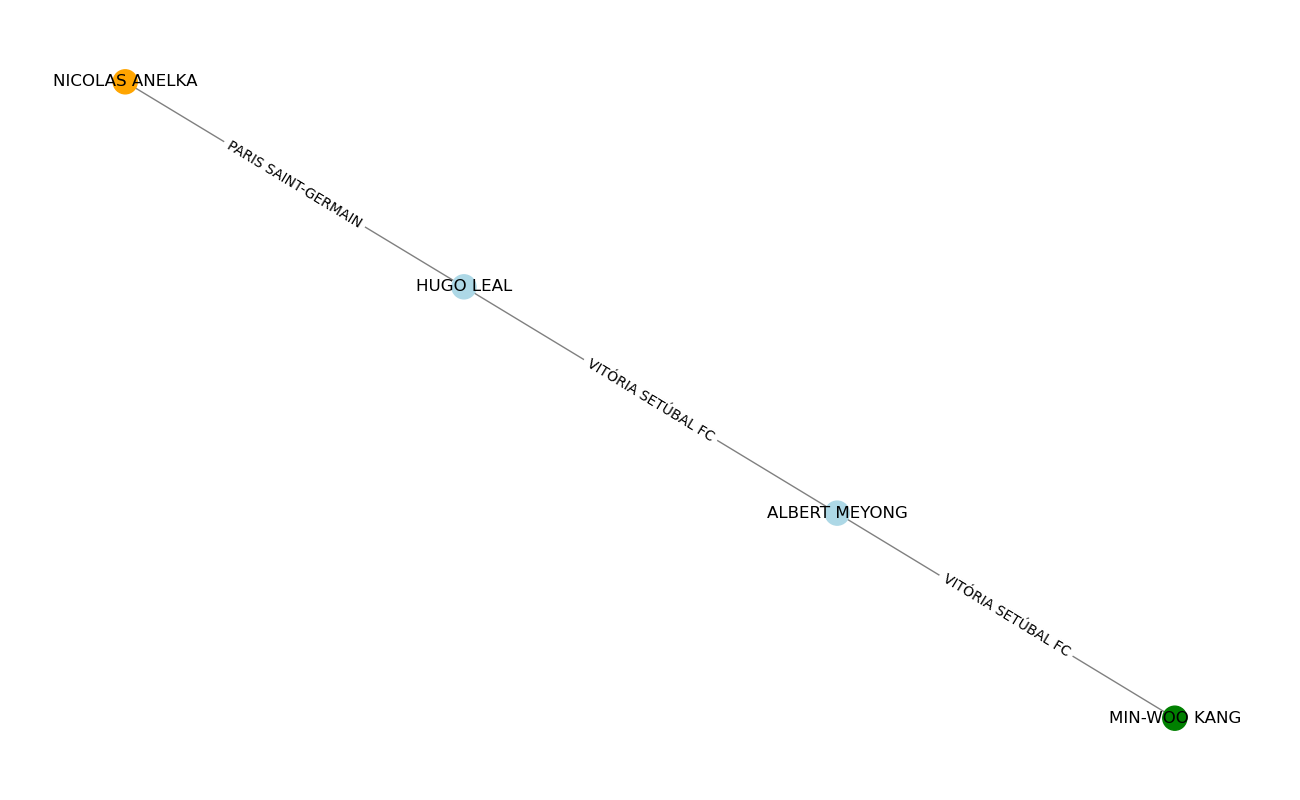 NICOLAS ANELKA
PARIS SAINT-GERMAIN
HUGO LEAL
VITÓRIA SETÚBAL FC
ALBERT MEYONG
VITÓRIA SETÚBAL FC
MIN-WOO KANG